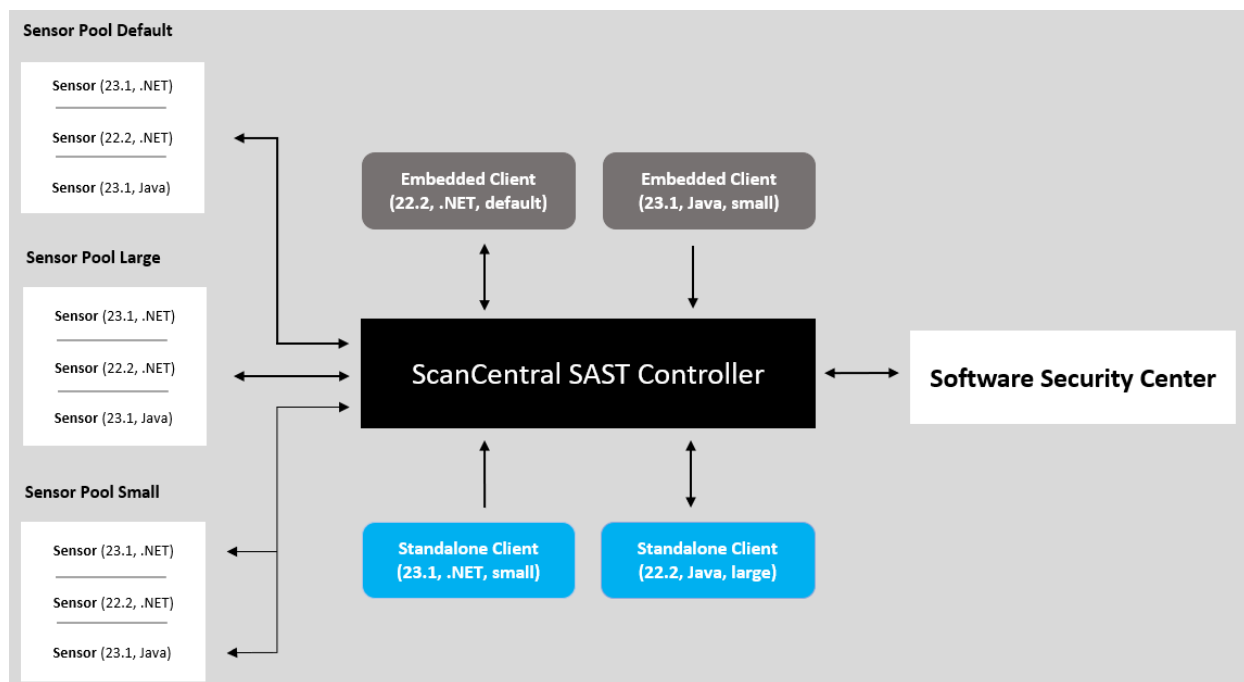 Sensor Pool Default
Sensor (23.1, .NET)
Sensor (22.2, .NET)
Sensor (23.1, Java)
Sensor Pool Large
Sensor (23.1, .NET)
Sensor (22.2, .NET)
Sensor (23.1, Java)
Sensor Pool Small
Sensor (23.1, .NET)
Sensor (22.2, .NET)
Sensor (23.1, Java)
Embedded Client
(22.2, .NET, default)
Embedded Client
(23.1, Java, small)
ScanCentral SAST Controller
Standalone Client
(23.1, .NET, small)
Standalone Client
(22.2, Java, large)
Software Security Center